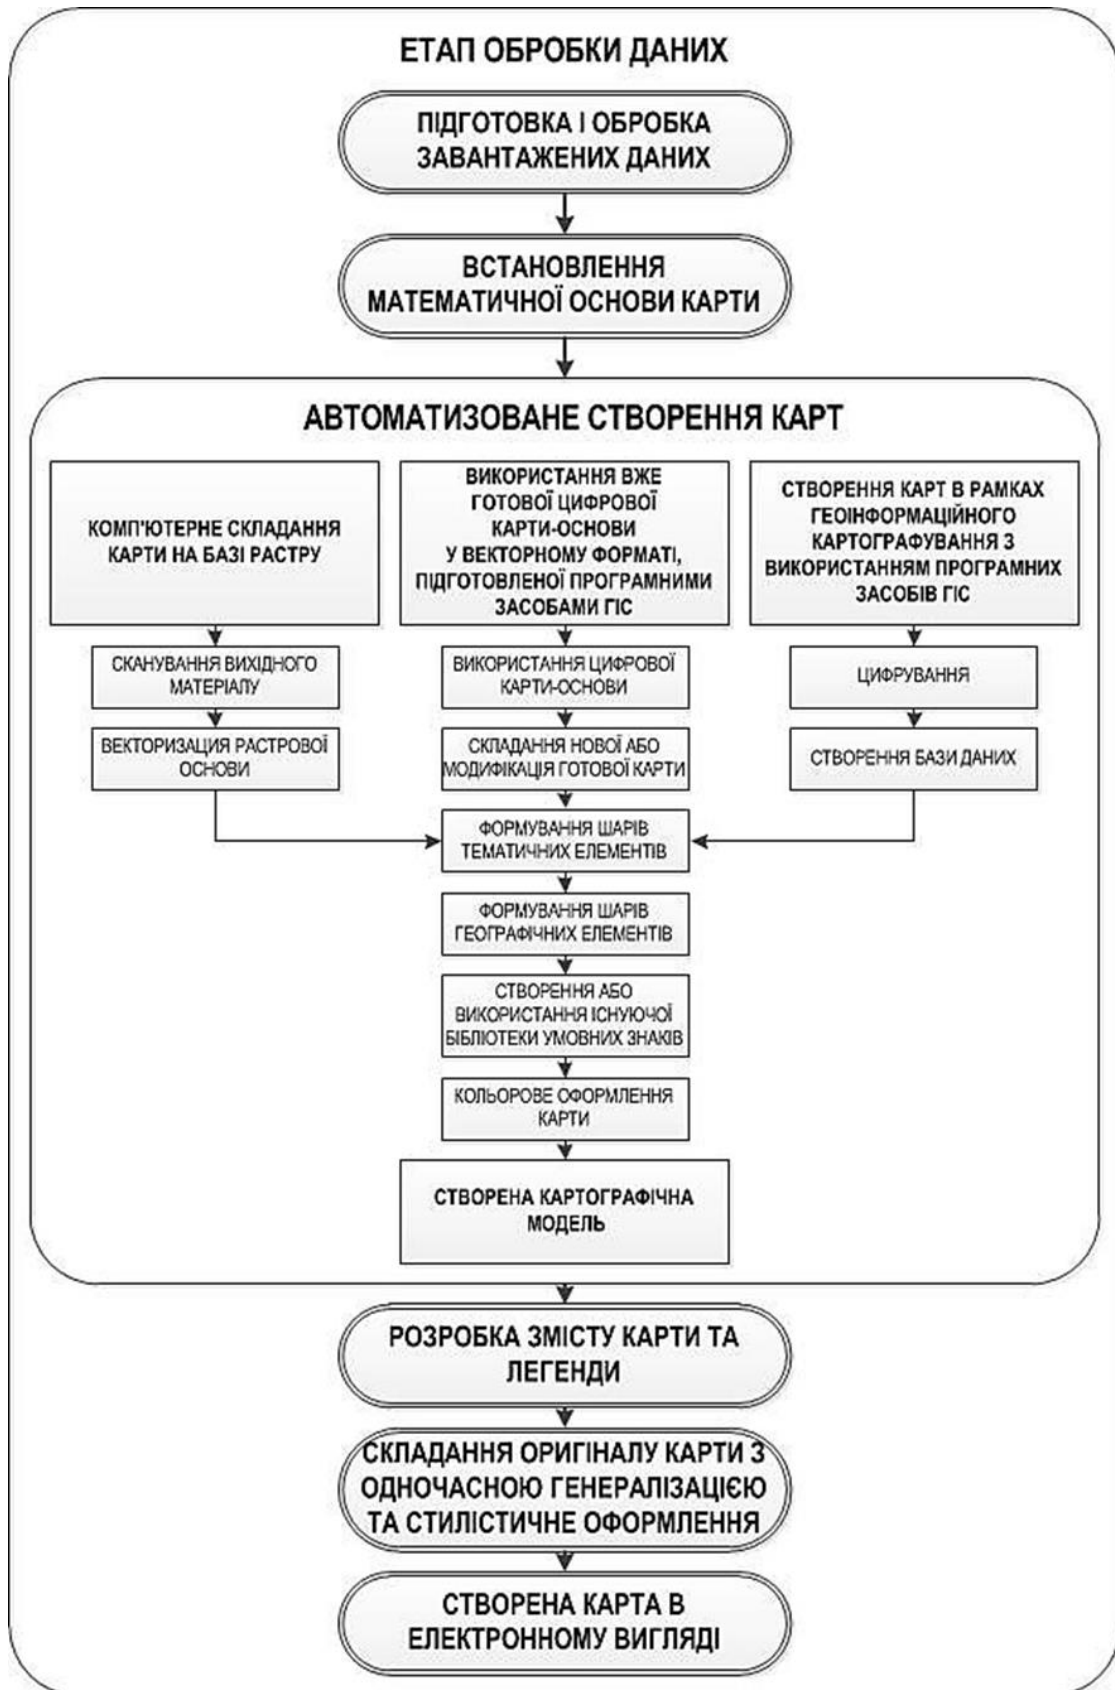 ЕТАП ОБРОБКИ ДАНИХ
ПІДГОТОВКА І ОБРОБКА
ЗАВАНТАЖЕНИХ ДАНИХ
ВСТАНОВЛЕННЯ
МАТЕМАТИЧНОЇ ОСНОВИ КАРТИ
АВТОМАТИЗОВАНЕ СТВОРЕННЯ КАРТ
КОМП'ЮТЕРНЕ СКЛАДАННЯ
КАРТИ НА БАЗІ РАСТРУ
ВИКОРИСТАННЯ ВЖЕ
ГОТОВОЇ ЦИФРОВОЇ
КАРТИ-ОСНОВИ
У ВЕКТОРНОМУ ФОРМАТІ,
ПІДГОТОВЛЕНОЇ ПРОГРАМНИМИ
ЗАСОБАМИ ГІС
СТВОРЕННЯ КАРТ В РАМКАХ
ГЕОІНФОРМАЦІЙНОГО
КАРТОГРАФУВАННЯ З
ВИКОРИСТАННЯМ ПРОГРАМНИХ
ЗАСОБІВ ГІС
СКАНУВАННЯ ВИХІДНОГО
МАТЕРІАЛУ
ВИКОРИСТАННЯ ЦИФРОВОЇ
КАРТИ-ОСНОВИ
ЦИФРУВАННЯ
ВЕКТОРИЗАЦИЯ РАСТРОВОЇ
ОСНОВИ
СКЛАДАННЯ НОВОЇ АБО
МОДИФІКАЦІЯ ГОТОВОЇ КАРТИ
СТВОРЕННЯ БАЗИ ДАНИХ
ФОРМУВАННЯ ШАРІВ
ТЕМАТИЧНИХ ЕЛЕМЕНТІВ
ФОРМУВАННЯ ШАРІВ
ГЕОГРАФІЧНИХ ЕЛЕМЕНТІВ
СТВОРЕННЯ АБО
ВИКОРИСТАННЯ ІСНУЮЧОЇ
БІБЛІОТЕКИ УМОВНИХ ЗНАКІВ
КОЛЬОРОВЕ ОФОРМЛЕННЯ
КАРТИ
СТВОРЕНА КАРТОГРАФІЧНА
МОДЕЛЬ
РОЗРОБКА ЗМІСТУ КАРТИ ТА
ЛЕГЕНДИ
СКЛАДАННЯ ОРИГІНАЛУ КАРТИ З
ОДНОЧАСНОЮ ГЕНЕРАЛІЗАЦІЄЮ
ТА СТИЛІСТИЧНЕ ОФОРМЛЕННЯ
СТВОРЕНА КАРТА В
ЕЛЕКТРОННОМУ ВИГЛЯДІ